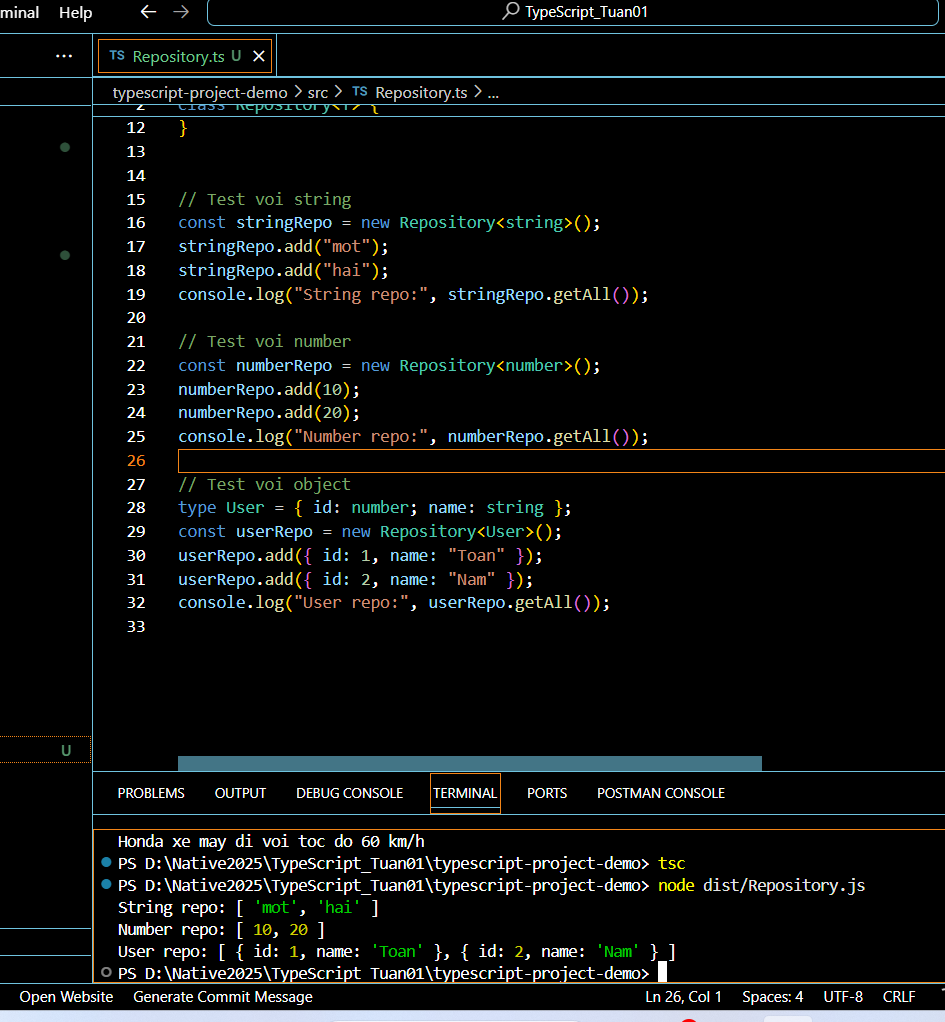 minal Help ← → TypeScript_Tuan01
... TS Repository.ts U ×
typescript-project-demo > src > TS Repository.ts > ...
2 class Repository<T> {
12 }
13
14
15 // Test voi string
16 const stringRepo = new Repository<string>();
17 stringRepo.add("mot");
18 stringRepo.add("hai");
19 console.log("String repo:", stringRepo.getAll());
20
21 // Test voi number
22 const numberRepo = new Repository<number>();
23 numberRepo.add(10);
24 numberRepo.add(20);
25 console.log("Number repo:", numberRepo.getAll());
26
27 // Test voi object
28 type User = { id: number; name: string };
29 const userRepo = new Repository<User>();
30 userRepo.add({ id: 1, name: "Toan" });
31 userRepo.add({ id: 2, name: "Nam" });
32 console.log("User repo:", userRepo.getAll());
33
U
PROBLEMS OUTPUT DEBUG CONSOLE TERMINAL PORTS POSTMAN CONSOLE
Honda xe may di voi toc do 60 km/h
PS D:\Native2025\TypeScript_Tuan01\typescript-project-demo> tsc
PS D:\Native2025\TypeScript_Tuan01\typescript-project-demo> node dist/Repository.js
String repo: [ 'mot', 'hai' ]
Number repo: [ 10, 20 ]
User repo: [ { id: 1, name: 'Toan' }, { id: 2, name: 'Nam' } ]
PS D:\Native2025\TypeScript_Tuan01\typescript-project-demo>
Open Website Generate Commit Message Ln 26, Col 1 Spaces: 4 UTF-8 CRLF